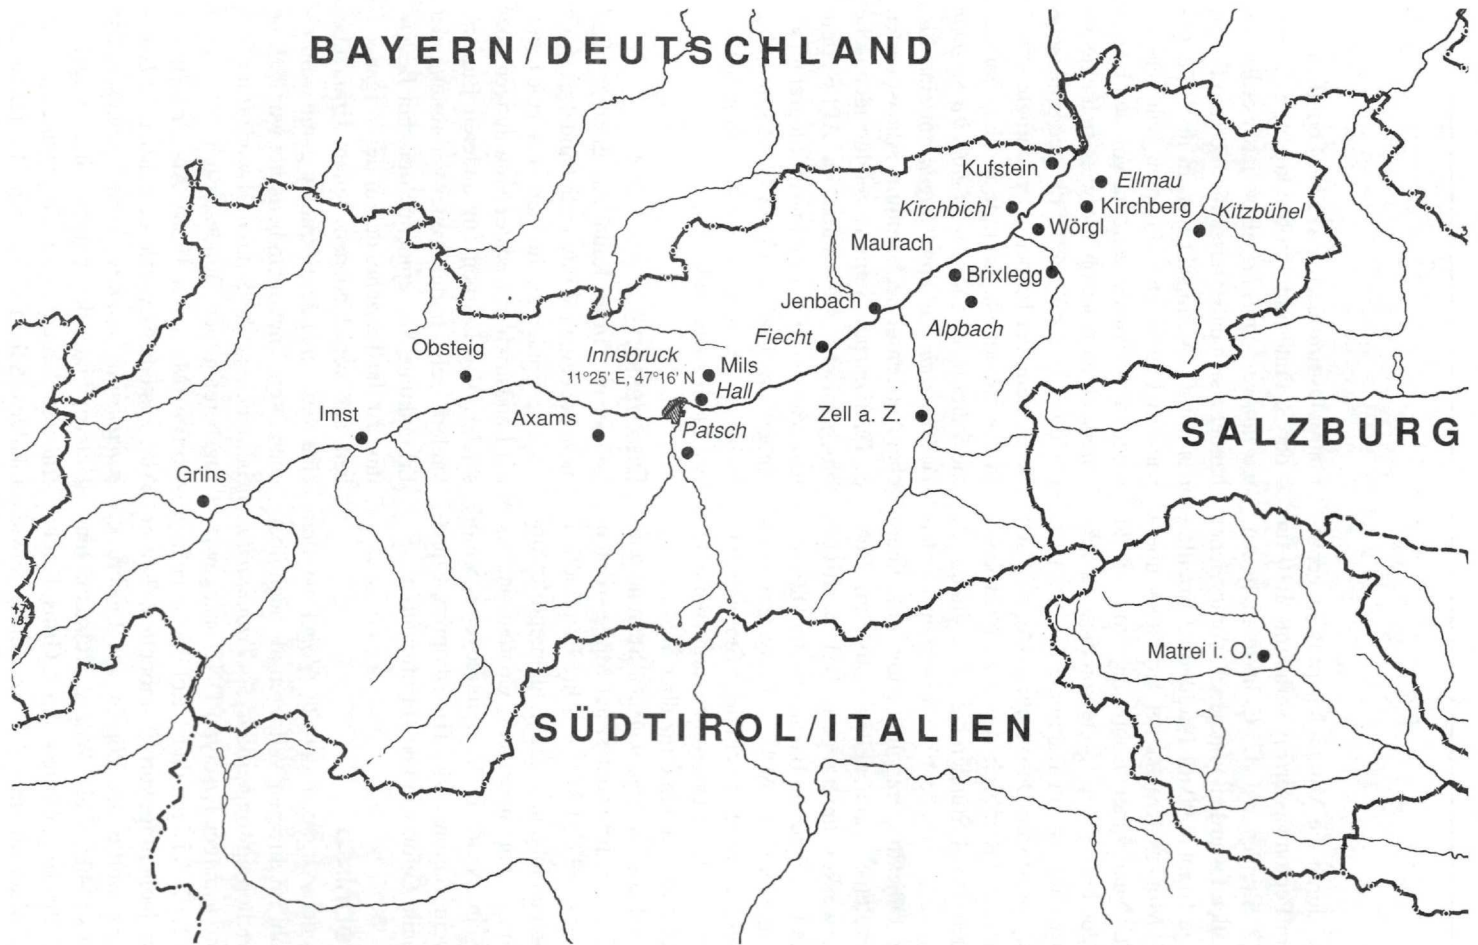 BAYERN/DEUTSCHLAND
Kufstein
Ellmau
Kirchbichl
Kirchberg
Kitzbühel
Wörgl
Maurach
Brixlegg
Jenbach
Alpbach
Fiecht
Obsteig
Innsbruck
11°25' E, 47°16' N
Mils
Hall
Imst
Axams
Patsch
Zell a. Z.
SALZBURG
Grins
Matrei i. O.
SÜDTIROL/ITALIEN